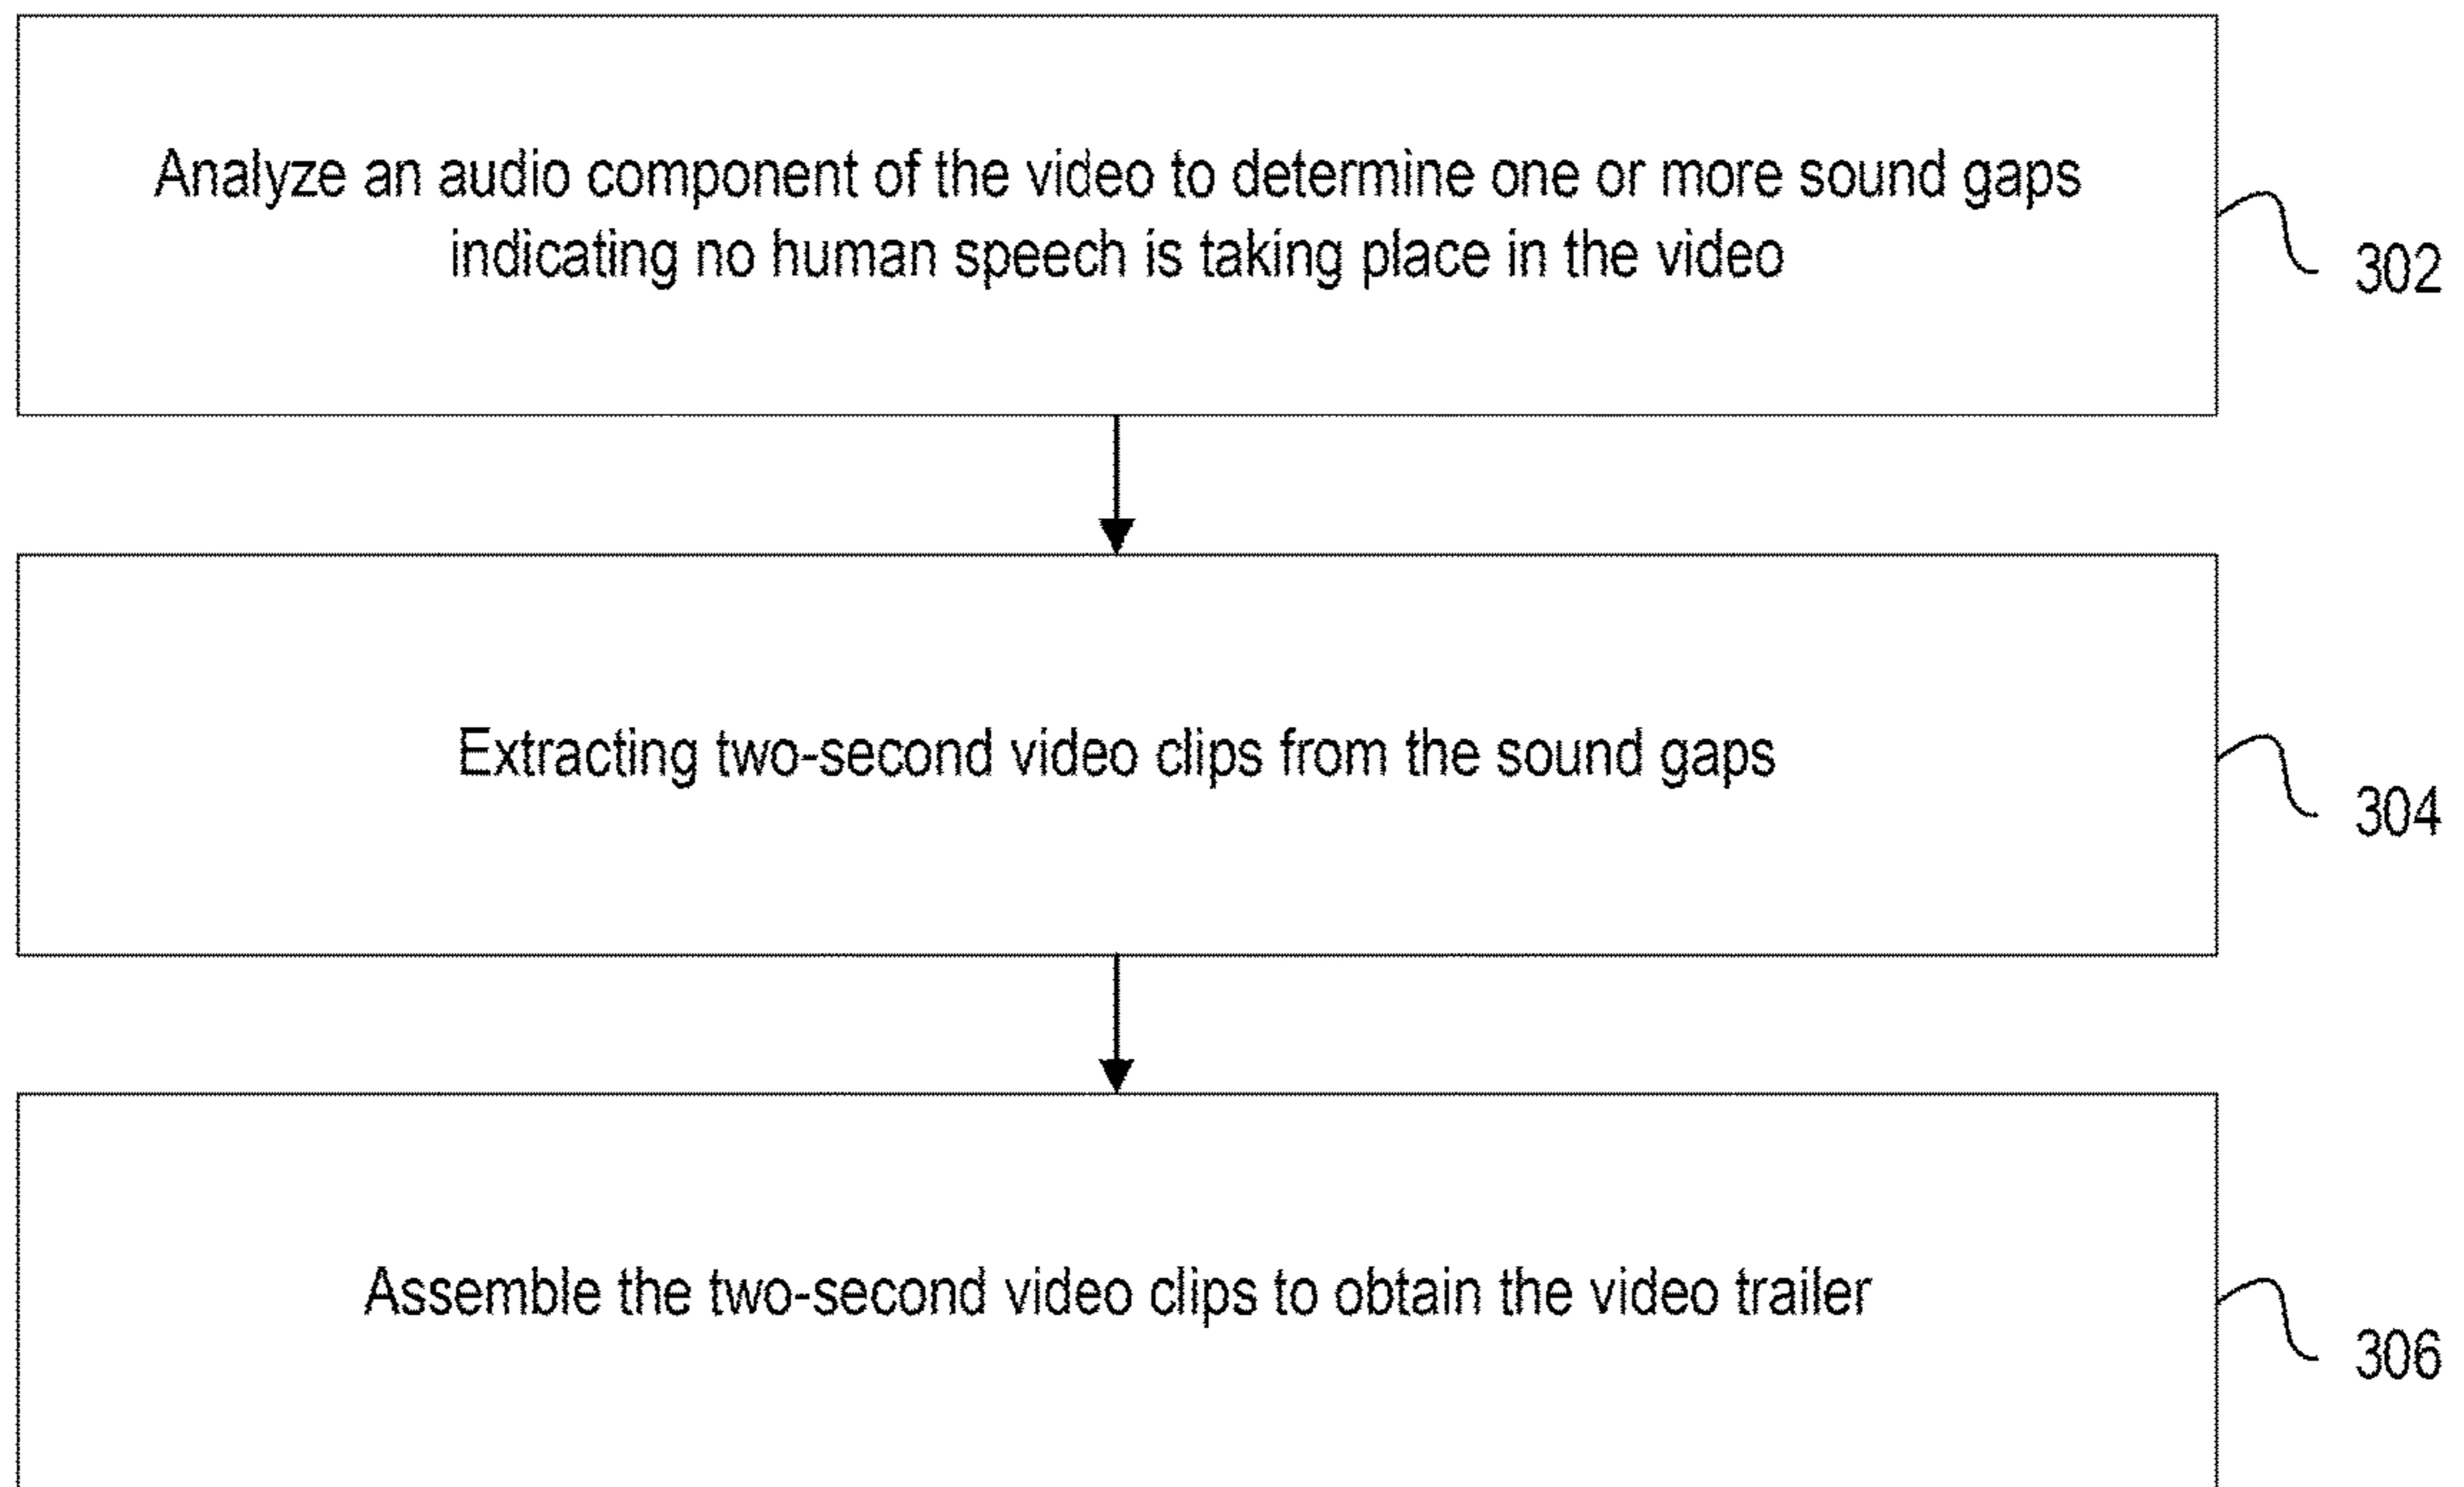 Analyze an audio component of the video to determine one or more sound gaps
indicating no human speech is taking place in the video
302
Extracting two-second video clips from the sound gaps
304
Assemble the two-second video clips to obtain the video trailer
306